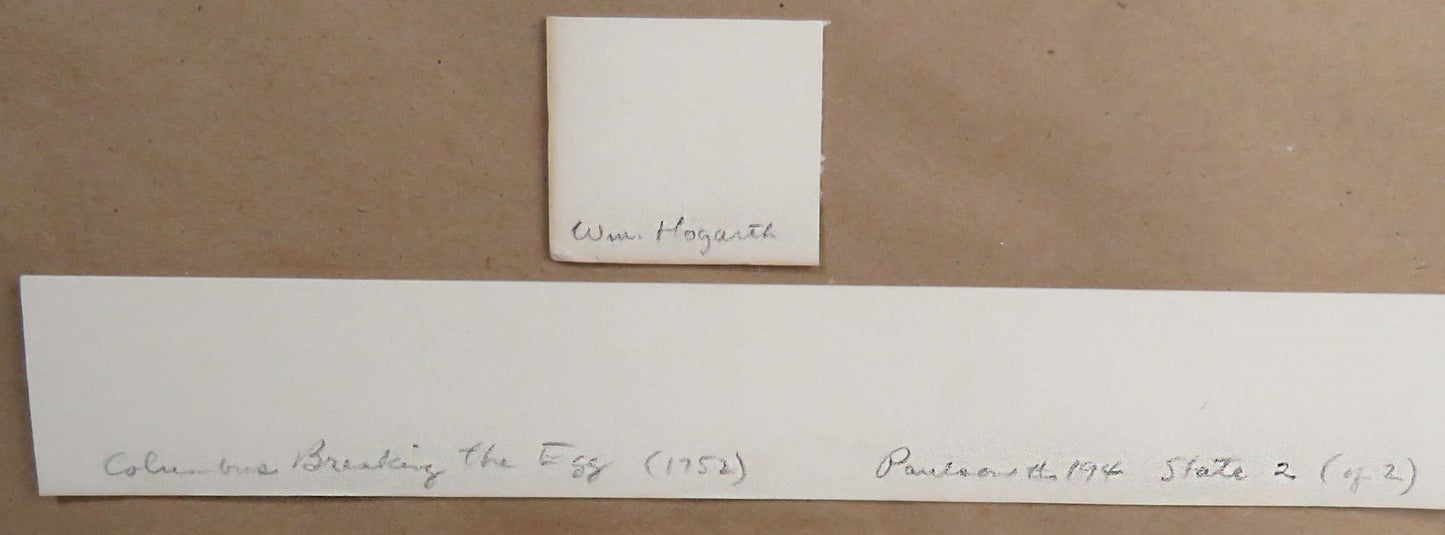 Wm. Hogarth
Columbus Breaking the Egg (1752) Paulson 194 State 2 (of 2)